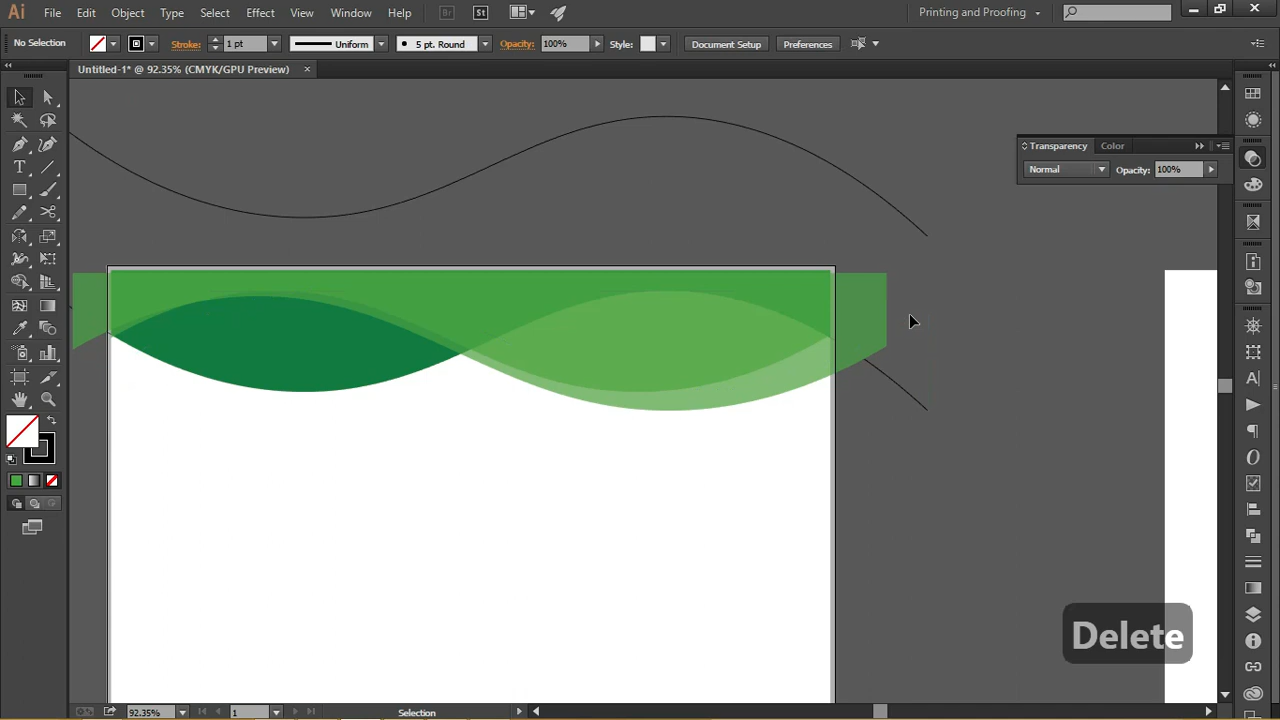 Ai File Edit Object Type Select Effect View Window Help Br St Printing and Proofing
No Selection Stroke: 1 pt Uniform 5 pt. Round Opacity: 100% Style: Document Setup Preferences
Untitled-1* @ 92.35% (CMYK/GPU Preview) ×
Transparency Color
Normal Opacity: 100%
Delete
92.35% 1 Selection